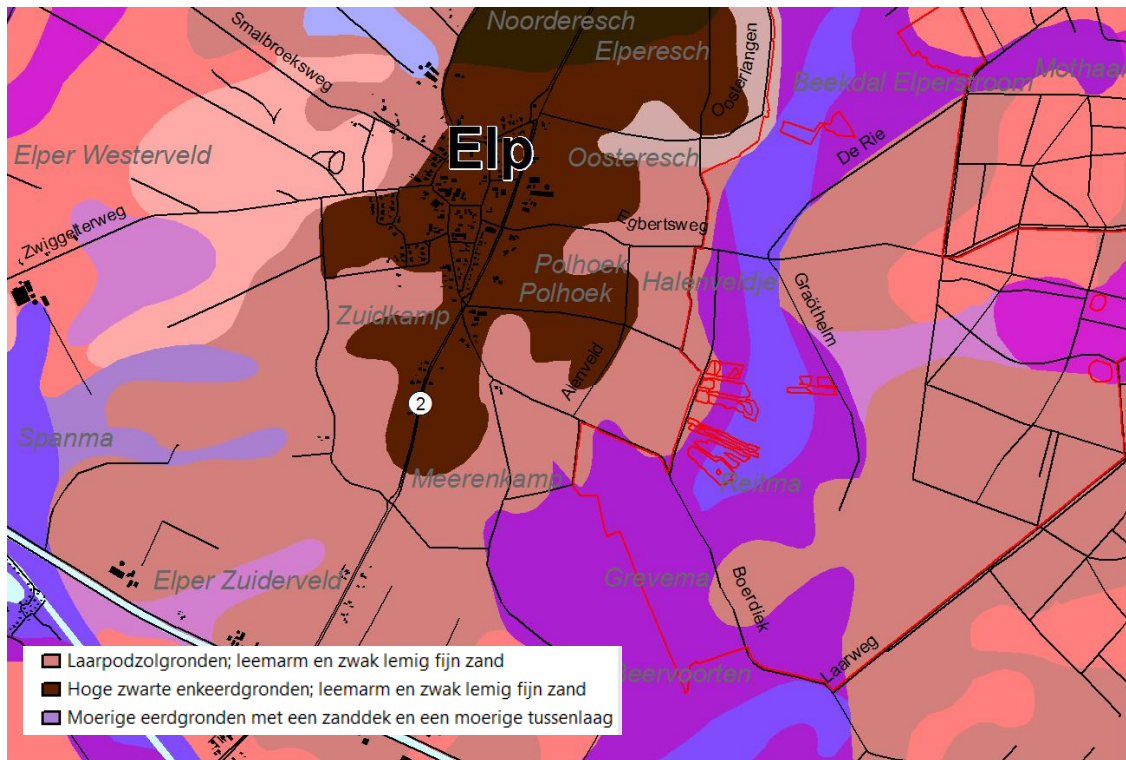 Noorderesch
Elperesch
Smalbroeksweg
Oosterlangen
Beekdal Elperstroom
Mothaar
Elp
Elper Westerveld
Oosteresch
De Rie
Zwiggelterweg
Egbertsweg
Polhoek
Polhoek
Halenveldje
Graöthelm
Zuidkamp
Alenveld
2
Spanma
Meerenkamp
Reitma
Elper Zuiderveld
Grevema
Boerdiek
Laarweg
Beervoorten
Laarpodzolgronden; leemarm en zwak lemig fijn zand
Hoge zwarte enkeerdgronden; leemarm en zwak lemig fijn zand
Moerige eerdgronden met een zanddek en een moerige tussenlaag